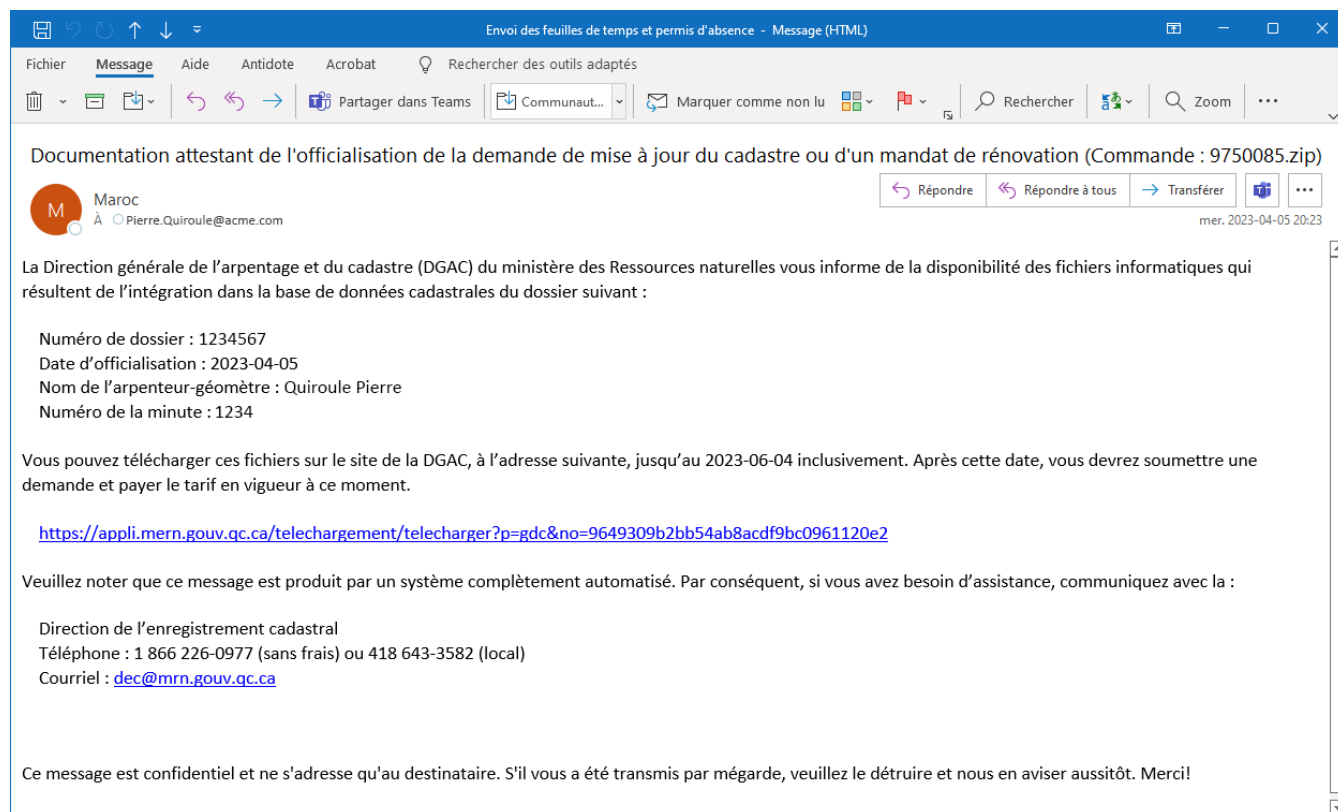 Envoi des feuilles de temps et permis d'absence - Message (HTML)
Fichier Message Aide Antidote Acrobat Rechercher des outils adaptés
Partager dans Teams Communaut... Marquer comme non lu Rechercher Zoom ...
Documentation attestant de l'officialisation de la demande de mise à jour du cadastre ou d'un mandat de rénovation (Commande : 9750085.zip)
M
Maroc
À Pierre.Quiroule@acme.com
Répondre Répondre à tous Transférer ...
mer. 2023-04-05 20:23
La Direction générale de l'arpentage et du cadastre (DGAC) du ministère des Ressources naturelles vous informe de la disponibilité des fichiers informatiques qui
résultent de l'intégration dans la base de données cadastrales du dossier suivant :
Numéro de dossier : 1234567
Date d'officialisation : 2023-04-05
Nom de l'arpenteur-géomètre : Quiroule Pierre
Numéro de la minute : 1234
Vous pouvez télécharger ces fichiers sur le site de la DGAC, à l'adresse suivante, jusqu'au 2023-06-04 inclusivement. Après cette date, vous devrez soumettre une
demande et payer le tarif en vigueur à ce moment.
https://appli.mern.gouv.qc.ca/telechargement/telecharger?p=gdc&no=9649309b2bb54ab8acdf9bc0961120e2
Veuillez noter que ce message est produit par un système complètement automatisé. Par conséquent, si vous avez besoin d'assistance, communiquez avec la :
Direction de l'enregistrement cadastral
Téléphone : 1 866 226-0977 (sans frais) ou 418 643-3582 (local)
Courriel : dec@mrn.gouv.qc.ca
Ce message est confidentiel et ne s'adresse qu'au destinataire. S'il vous a été transmis par mégarde, veuillez le détruire et nous en aviser aussitôt. Merci!